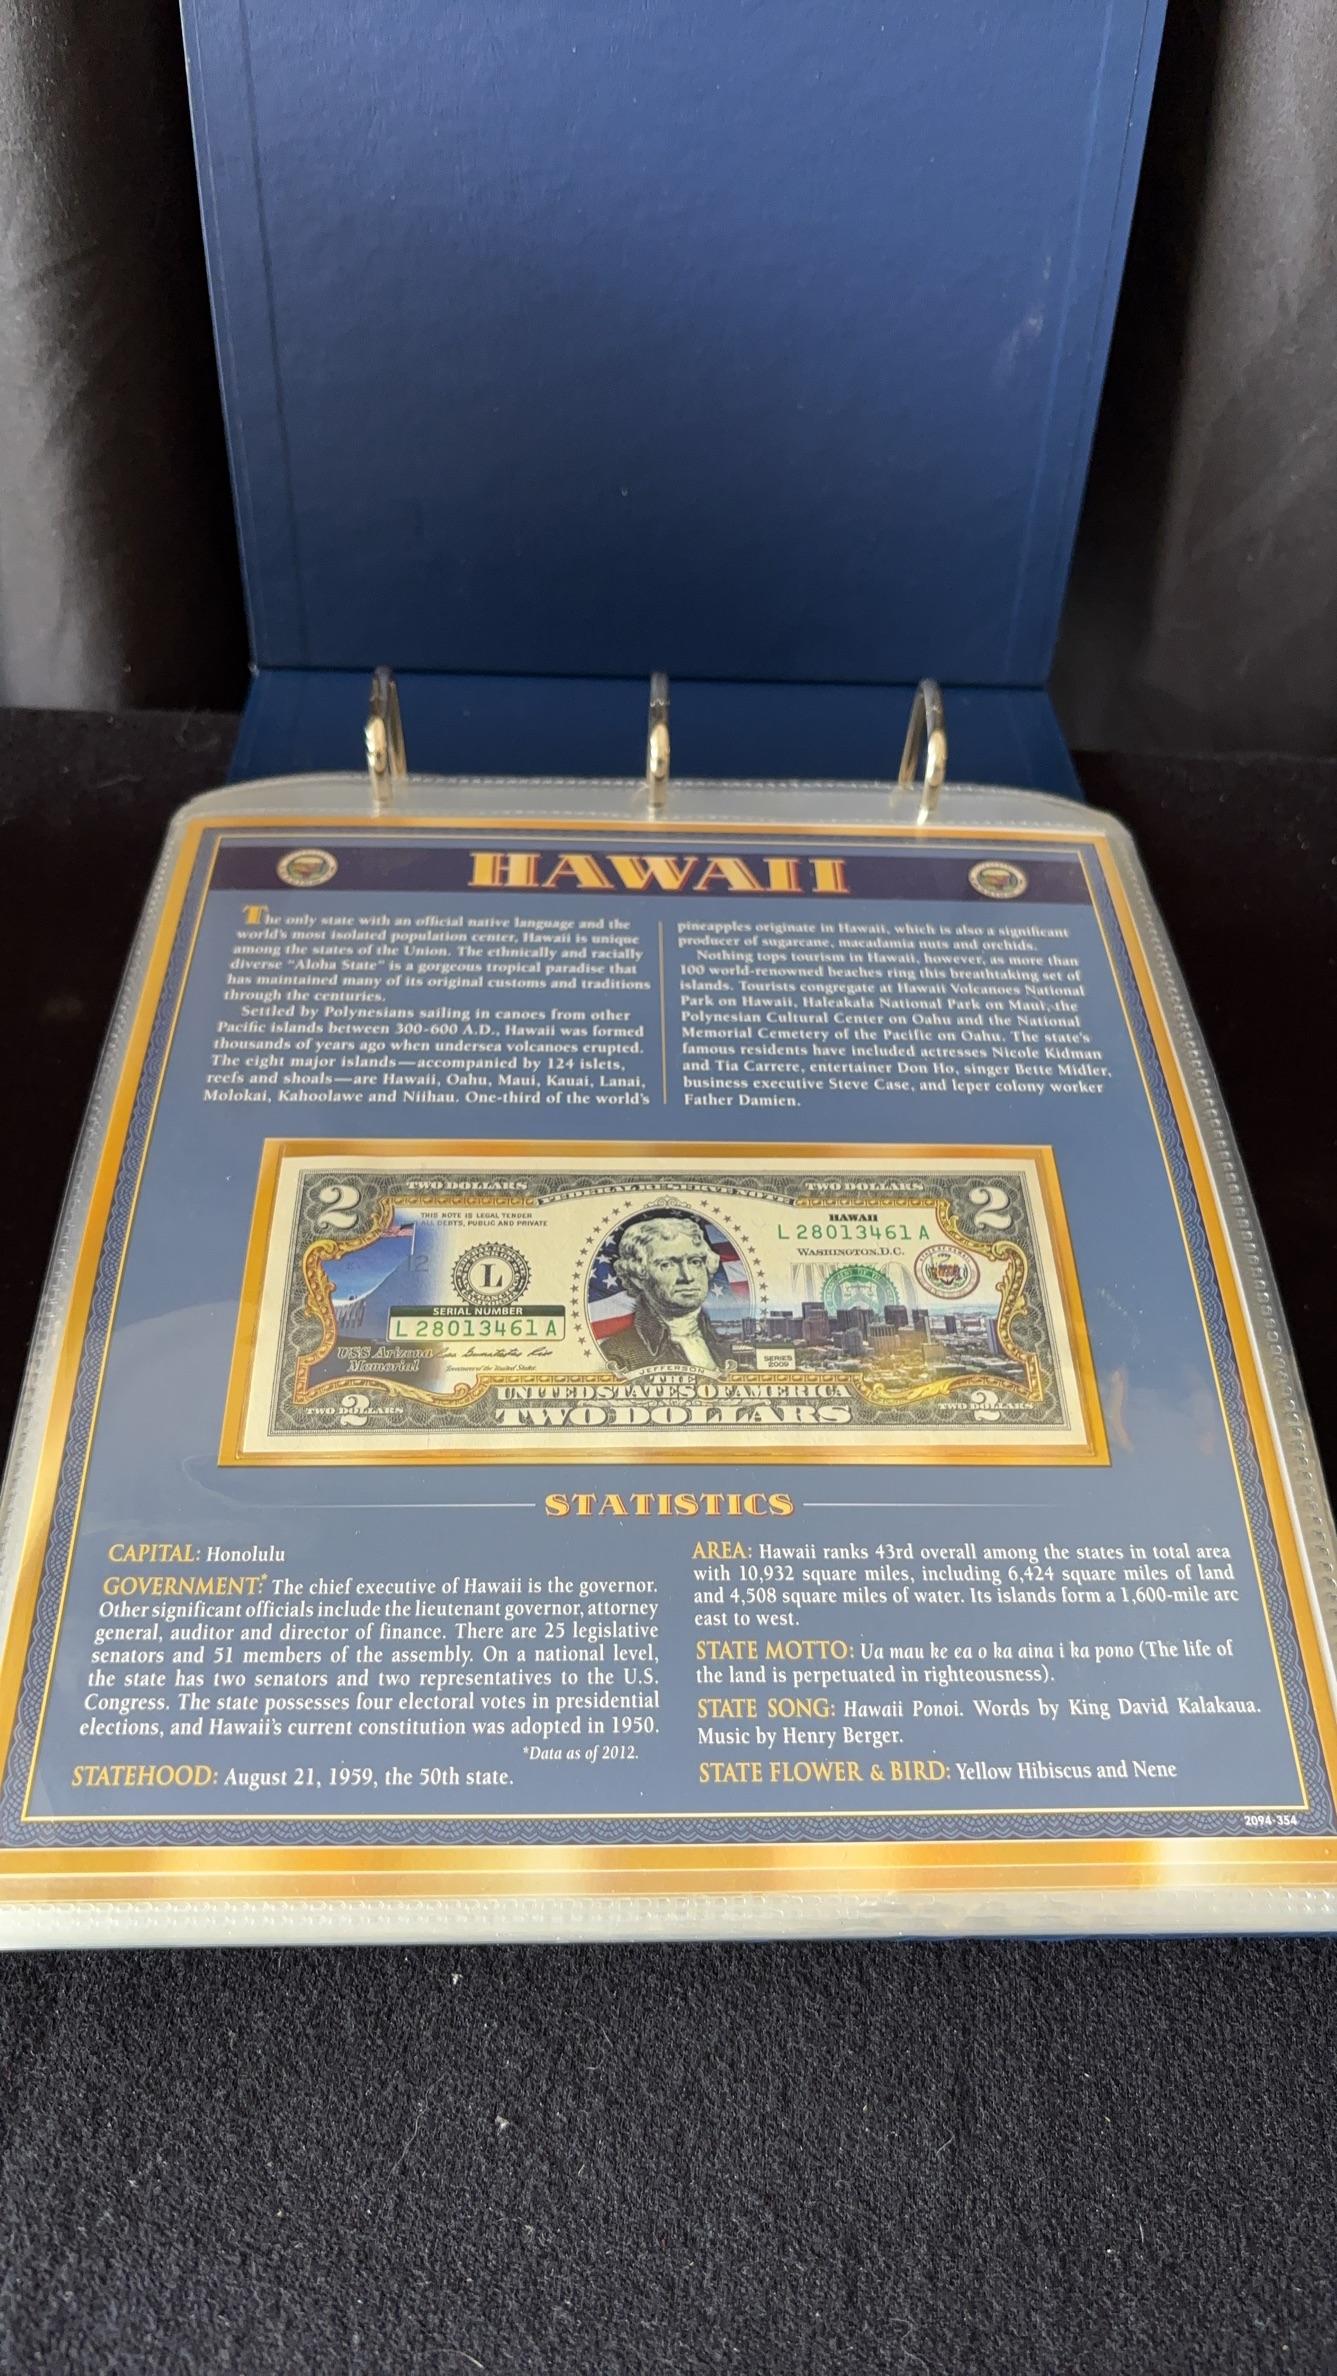 HAWAII
The only state with an official native language and the
world's most isolated population center, Hawaii is unique
among the states of the Union. The ethnically and racially
diverse "Aloha State" is a gorgeous tropical paradise that
has maintained many of its original customs and traditions
through the centuries.
Settled by Polynesians sailing in canoes from other
Pacific islands between 300-600 A.D., Hawaii was formed
thousands of years ago when undersea volcanoes erupted.
The eight major islands—accompanied by 124 islets,
reefs and shoals—are Hawaii, Oahu, Maui, Kauai, Lanai,
Molokai, Kahoolawe and Niihau. One-third of the world's
pineapples originate in Hawaii, which is also a significant
producer of sugarcane, macadamia nuts and orchids.
Nothing tops tourism in Hawaii, however, as more than
100 world-renowned beaches ring this breathtaking set of
islands. Tourists congregate at Hawaii Volcanoes National
Park on Hawaii, Haleakala National Park on Maui, the
Polynesian Cultural Center on Oahu and the National
Memorial Cemetery of the Pacific on Oahu. The state's
famous residents have included actresses Nicole Kidman
and Tia Carrere, entertainer Don Ho, singer Bette Midler,
business executive Steve Case, and leper colony worker
Father Damien.
2 TWO DOLLARS FEDERAL RESERVE NOTE TWO DOLLARS 2
THIS NOTE IS LEGAL TENDER
ALL DEBTS, PUBLIC AND PRIVATE
HAWAII
L 28013461 A
WASHINGTON, D.C.
12
L
TWO
SERIAL NUMBER
L 28013461 A
USS Arizona
Memorial
Treasurer of the United States.
SERIES
2009
JEFFERSON
THE
UNITED STATES OF AMERICA
TWO DOLLARS
2
TWO DOLLARS
2
TWO DOLLARS
STATISTICS
CAPITAL: Honolulu
GOVERNMENT:* The chief executive of Hawaii is the governor.
Other significant officials include the lieutenant governor, attorney
general, auditor and director of finance. There are 25 legislative
senators and 51 members of the assembly. On a national level,
the state has two senators and two representatives to the U.S.
Congress. The state possesses four electoral votes in presidential
elections, and Hawaii's current constitution was adopted in 1950.
*Data as of 2012.
STATEHOOD: August 21, 1959, the 50th state.
AREA: Hawaii ranks 43rd overall among the states in total area
with 10,932 square miles, including 6,424 square miles of land
and 4,508 square miles of water. Its islands form a 1,600-mile arc
east to west.
STATE MOTTO: Ua mau ke ea o ka aina i ka pono (The life of
the land is perpetuated in righteousness).
STATE SONG: Hawaii Ponoi. Words by King David Kalakaua.
Music by Henry Berger.
STATE FLOWER & BIRD: Yellow Hibiscus and Nene
2094-354